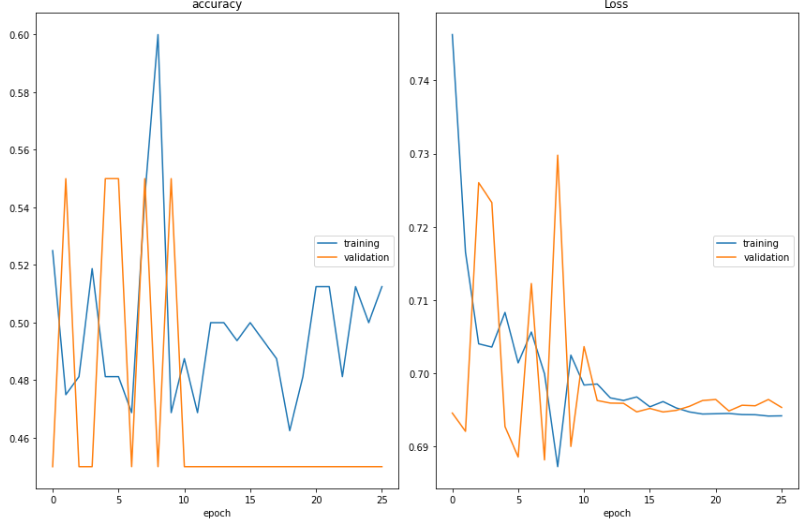 accuracy
0.60
0.58
0.56
0.54
0.52
0.50
0.48
0.46
training
validation
0 5 10 15 20 25
epoch
Loss
0.74
0.73
0.72
0.71
0.70
0.69
training
validation
0 5 10 15 20 25
epoch